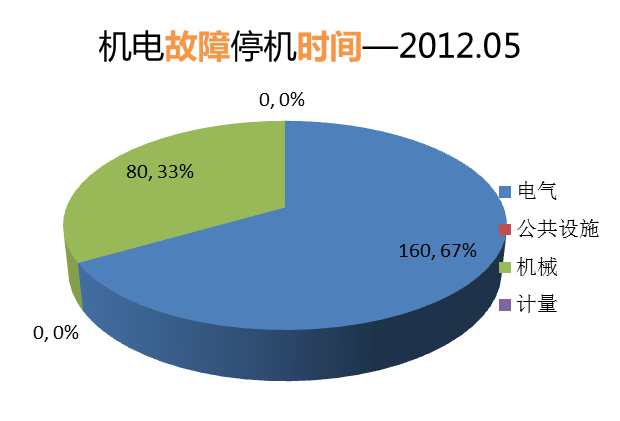 机电故障停机时间—2012.05
0, 0%
80, 33%
160, 67%
0, 0%
电气
公共设施
机械
计量